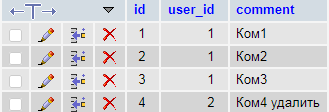 id user_id comment
1 1 Ком1
2 1 Ком2
3 1 Ком3
4 2 Ком4 удалить